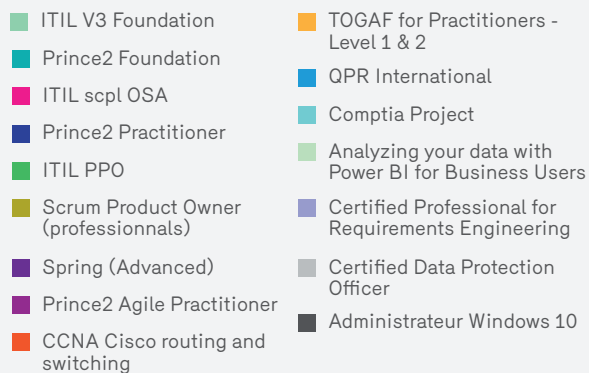 ITIL V3 Foundation
Prince2 Foundation
ITIL scpl OSA
Prince2 Practitioner
ITIL PPO
Scrum Product Owner
(professionnals)
Spring (Advanced)
Prince2 Agile Practitioner
CCNA Cisco routing and
switching
TOGAF for Practitioners -
Level 1 & 2
QPR International
Comptia Project
Analyzing your data with
Power BI for Business Users
Certified Professional for
Requirements Engineering
Certified Data Protection
Officer
Administrateur Windows 10